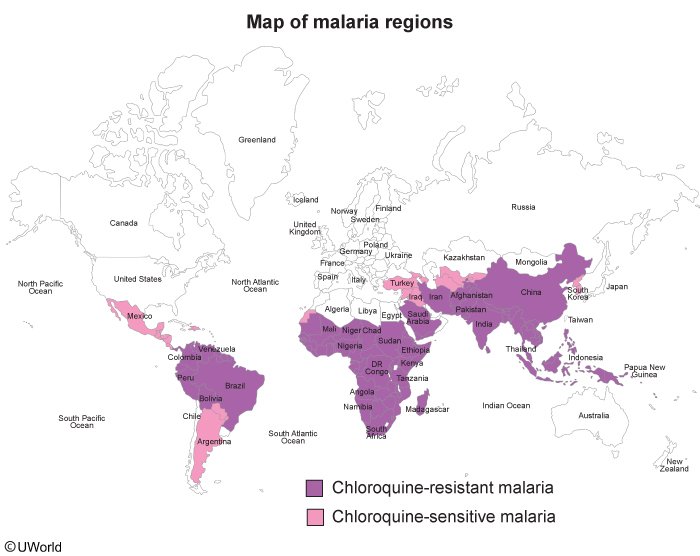 Map of malaria regions
Greenland
Iceland
Norway
Finland
Sweden
Russia
United
Kingdom
Canada
Poland
Germany
Ukraine
Kazakhstan
France
Mongolia
North Pacific
Ocean
United States
North Atlantic
Ocean
Spain
Italy
Turkey
China
South
Korea
Japan
Iraq
Iran
Afghanistan
Algeria
Libya
Egypt
Saudi
Arabia
Pakistan
Mexico
Taiwan
India
Mali
Niger
Chad
Sudan
Nigeria
Ethiopia
Thailand
Venezuela
Colombia
Indonesia
DR
Congo
Kenya
Papua New
Guinea
Peru
Brazil
Tanzania
Angola
Bolivia
Namibia
Madagascar
Indian Ocean
South Pacific
Ocean
Chile
Australia
South Atlantic
Ocean
South
Africa
Argentina
New
Zealand
Chloroquine-resistant malaria
Chloroquine-sensitive malaria
©UWorld